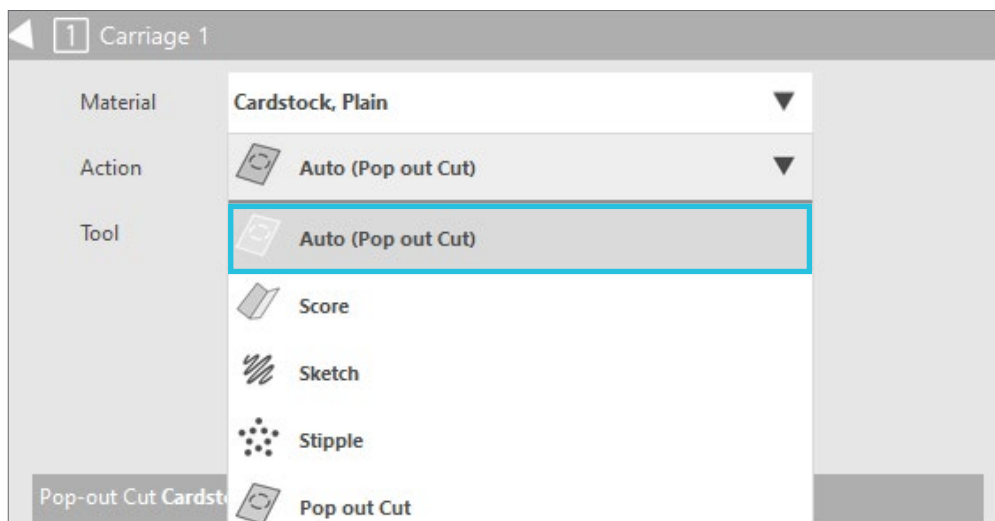 1 Carriage 1
Material Cardstock, Plain
Action Auto (Pop out Cut)
Tool Auto (Pop out Cut)
Score
Sketch
Stipple
Pop-out Cut
Pop out Cut